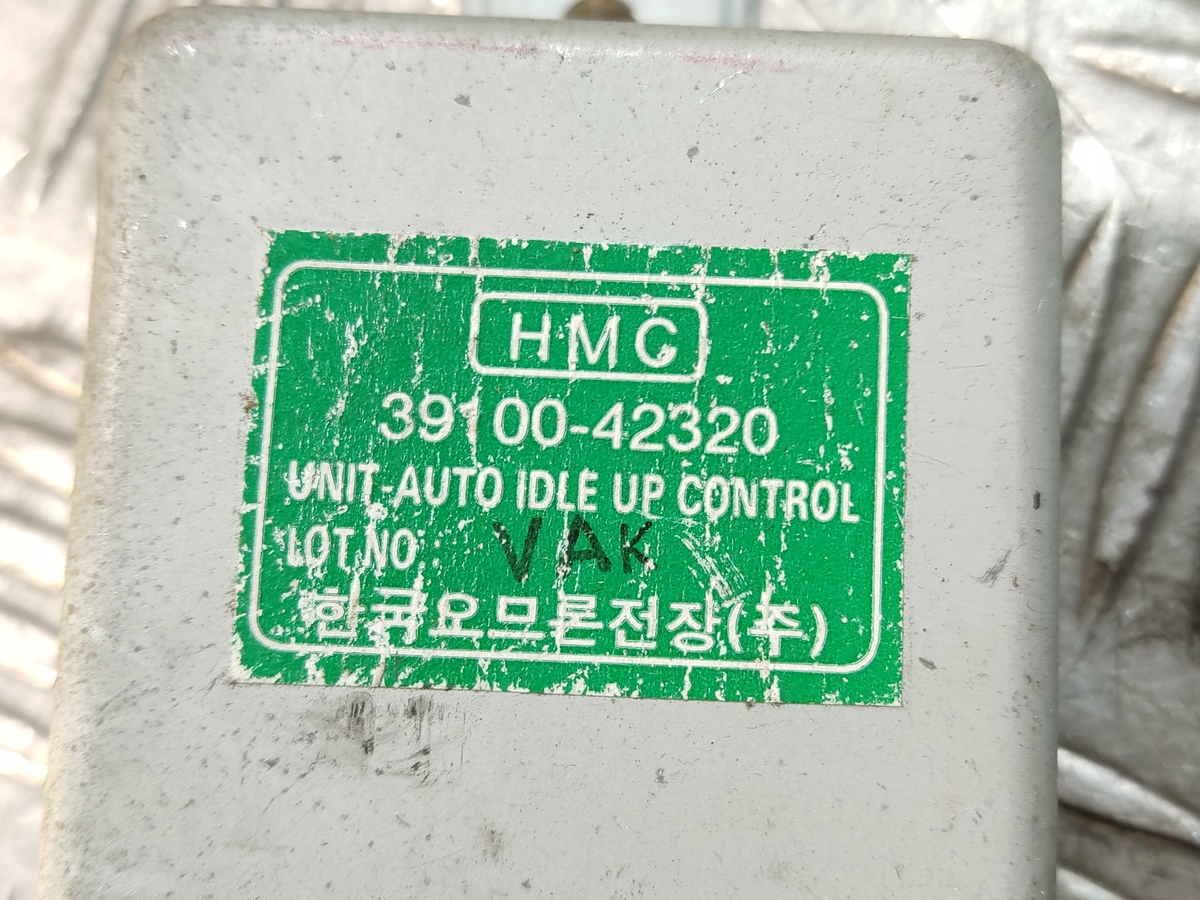 HMC
39100-42320
UNIT-AUTO IDLE UP CONTROL
LOT NO VAK
한국오므론전장(주)